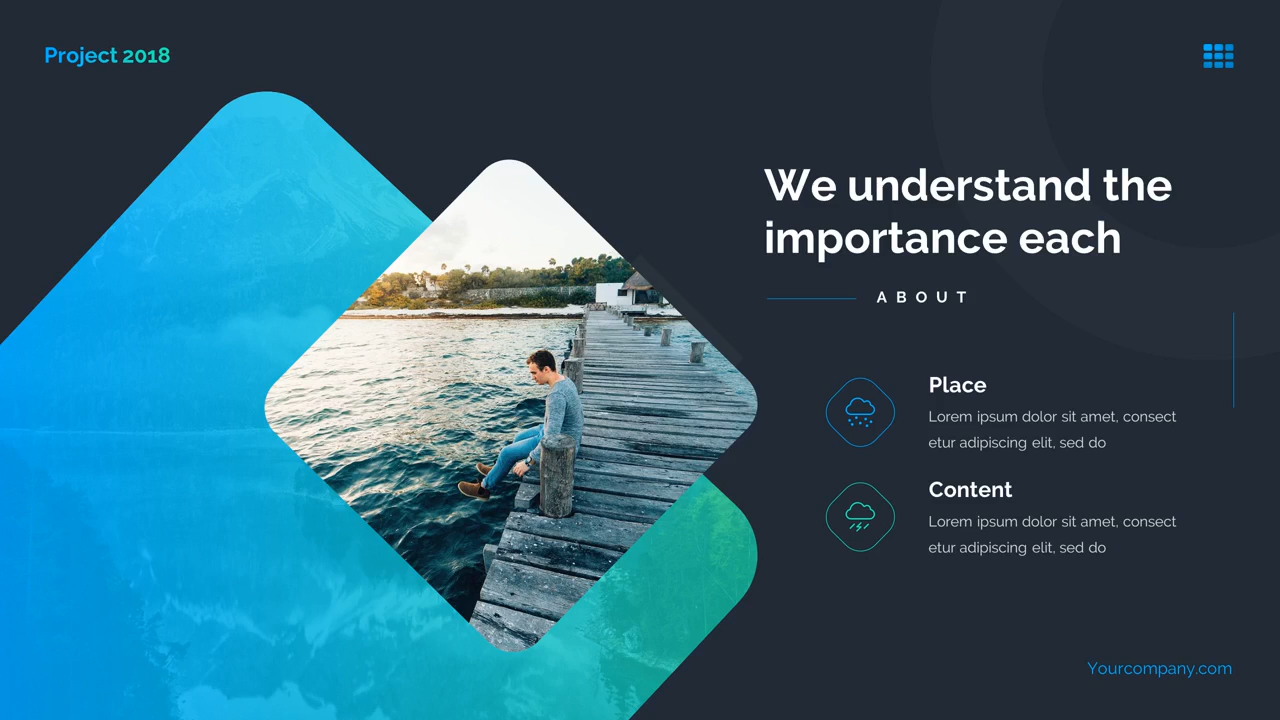 Project 2018
We understand the
importance each
ABOUT
Place
Lorem ipsum dolor sit amet, consect
etur adipiscing elit, sed do
Content
Lorem ipsum dolor sit amet, consect
etur adipiscing elit, sed do
Yourcompany.com